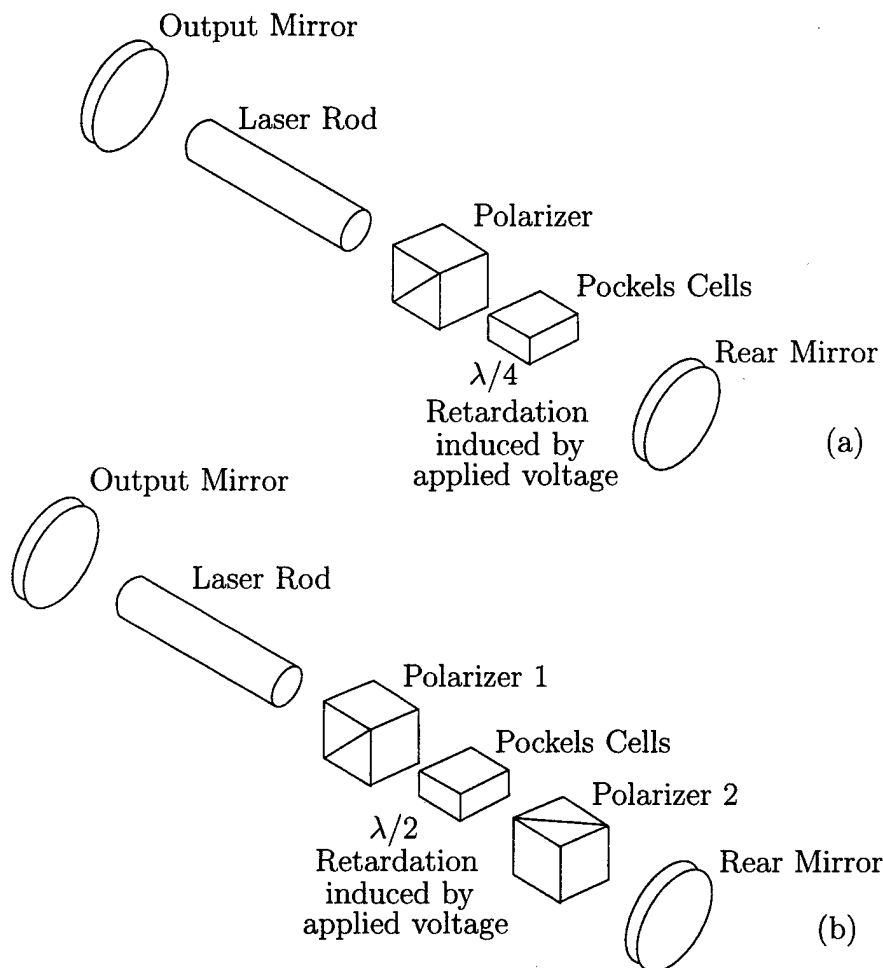 Output Mirror
Laser Rod
Polarizer
Pockels Cells
λ/4
Retardation
induced by
applied voltage
Rear Mirror
(a)
Output Mirror
Laser Rod
Polarizer 1
Pockels Cells
λ/2
Retardation
induced by
applied voltage
Polarizer 2
Rear Mirror
(b)